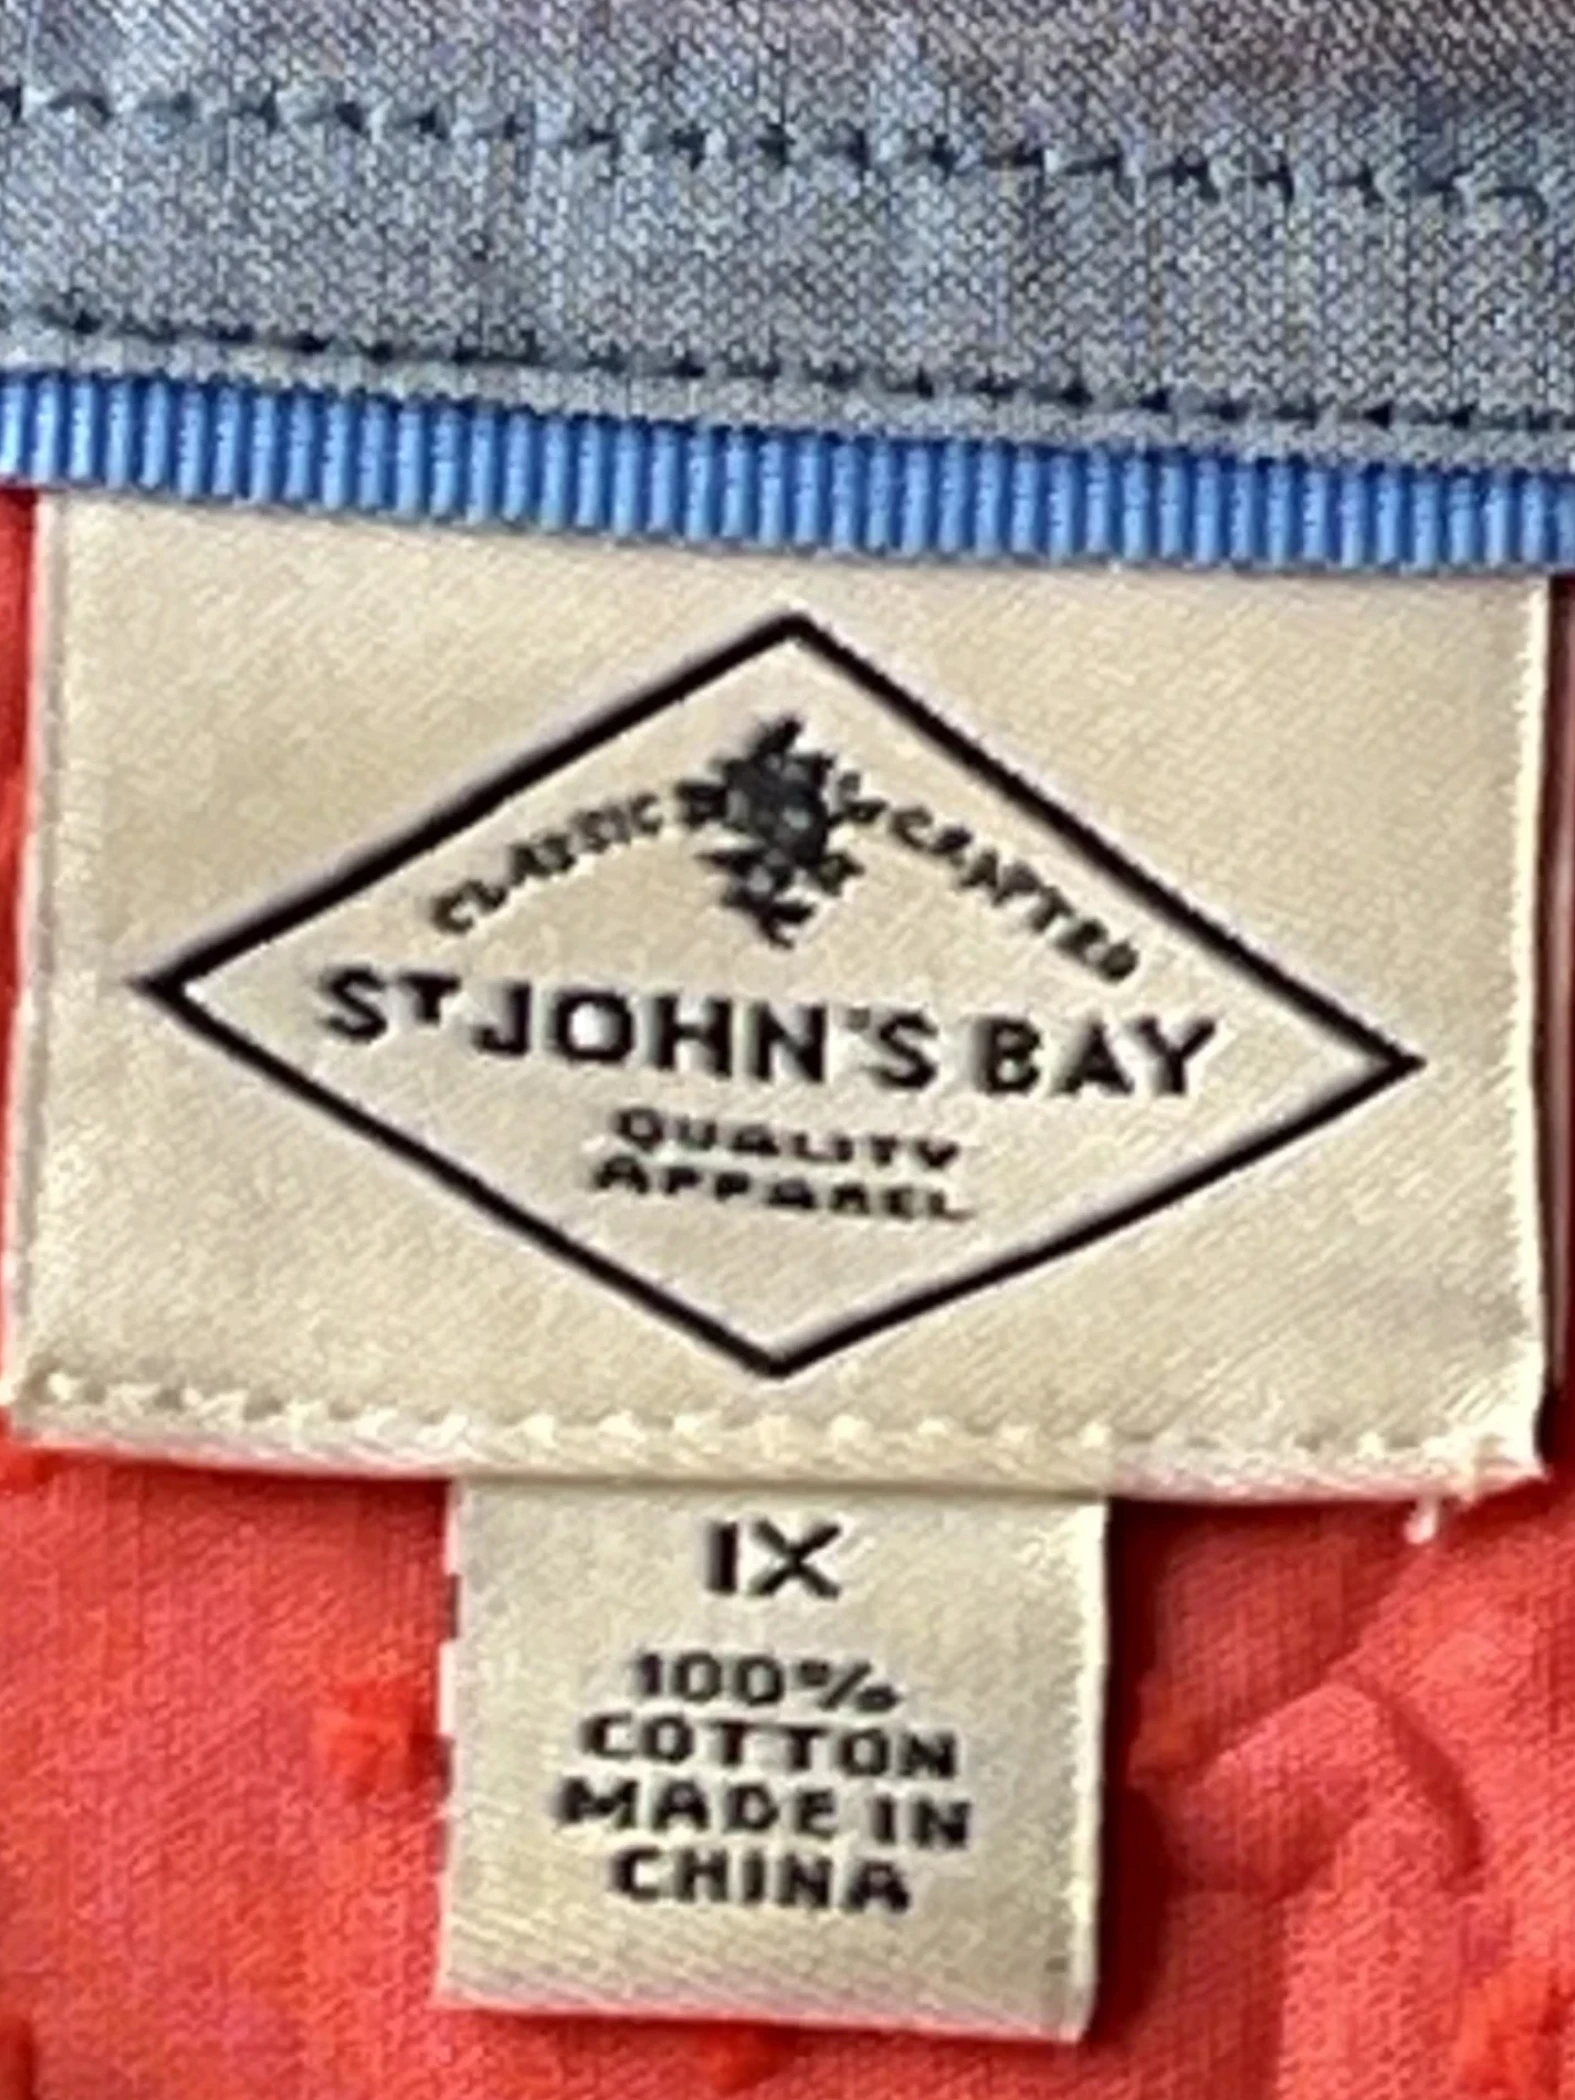 CLASSIC CRAFTED
ST JOHN'S BAY
QUALITY
APPAREL
1X
100%
COTTON
MADE IN
CHINA